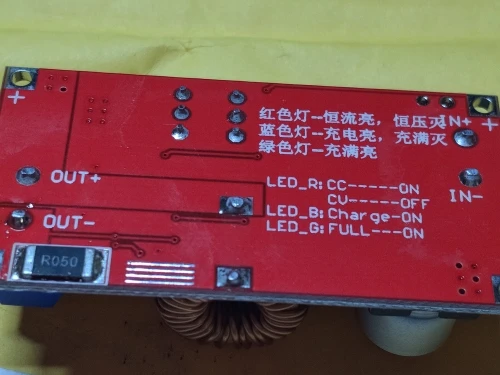 +
红色灯--恒流亮，恒压灭
IN+
+
蓝色灯--充电亮，充满灭
绿色灯--充满亮
OUT+
LED_R:CC-----ON
IN-
CV-----OFF
OUT-
LED_B:Charge-ON
LED_G:FULL---ON
R050